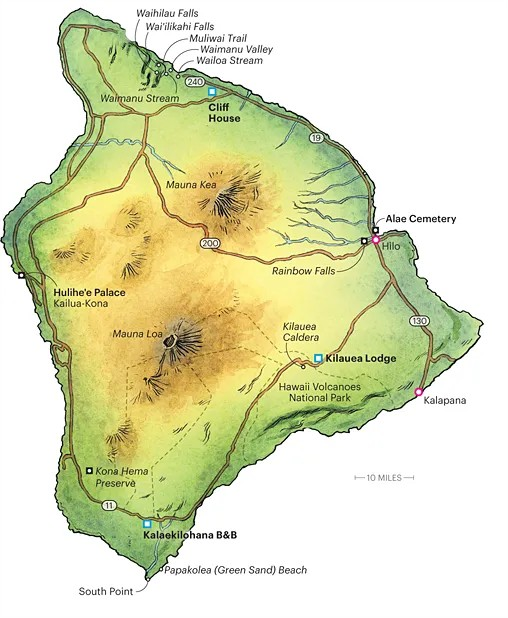 Waihilau Falls
Wai'ilikahi Falls
Muliwai Trail
Waimanu Valley
Wailoa Stream
240
Waimanu Stream
Cliff
House
19
Mauna Kea
Alae Cemetery
200
Hilo
Rainbow Falls
Hulihe'e Palace
Kailua-Kona
130
Kilauea
Caldera
Mauna Loa
Kilauea Lodge
Hawaii Volcanoes
National Park
Kalapana
Kona Hema
Preserve
10 MILES
11
Kalaekilohana B&B
Papakolea (Green Sand) Beach
South Point